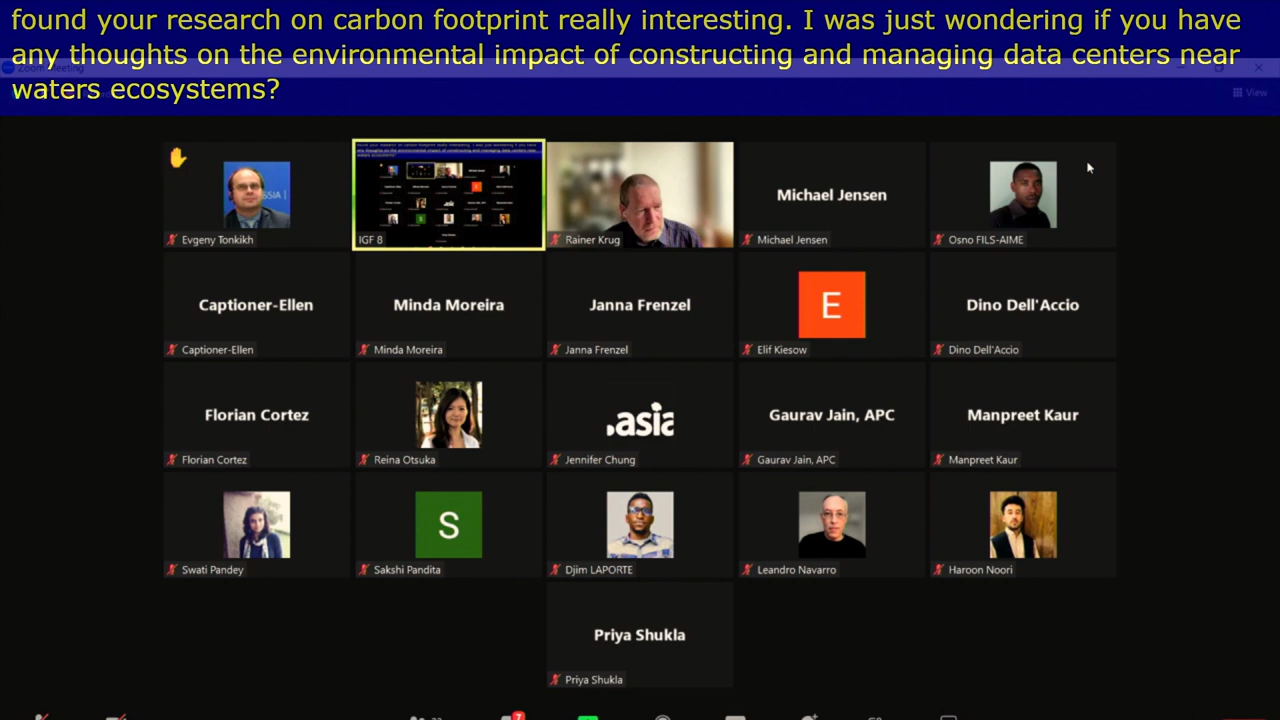 found your research on carbon footprint really interesting. I was just wondering if you have
any thoughts on the environmental impact of constructing and managing data centers near
waters ecosystems?
Zoom Meeting
View
SSIA
Evgeny Tonkikh
IGF 8
Rainer Krug
Michael Jensen
Michael Jensen
Osno FILS-AIME
Captioner-Ellen
Captioner-Ellen
Minda Moreira
Minda Moreira
Janna Frenzel
Janna Frenzel
E
Elif Kiesow
Dino Dell'Accio
Dino Dell'Accio
Florian Cortez
Florian Cortez
Reina Otsuka
.asia
Jennifer Chung
Gaurav Jain, APC
Gaurav Jain, APC
Manpreet Kaur
Manpreet Kaur
Swati Pandey
S
Sakshi Pandita
Djim LAPORTE
Leandro Navarro
Haroon Noori
Priya Shukla
Priya Shukla
7